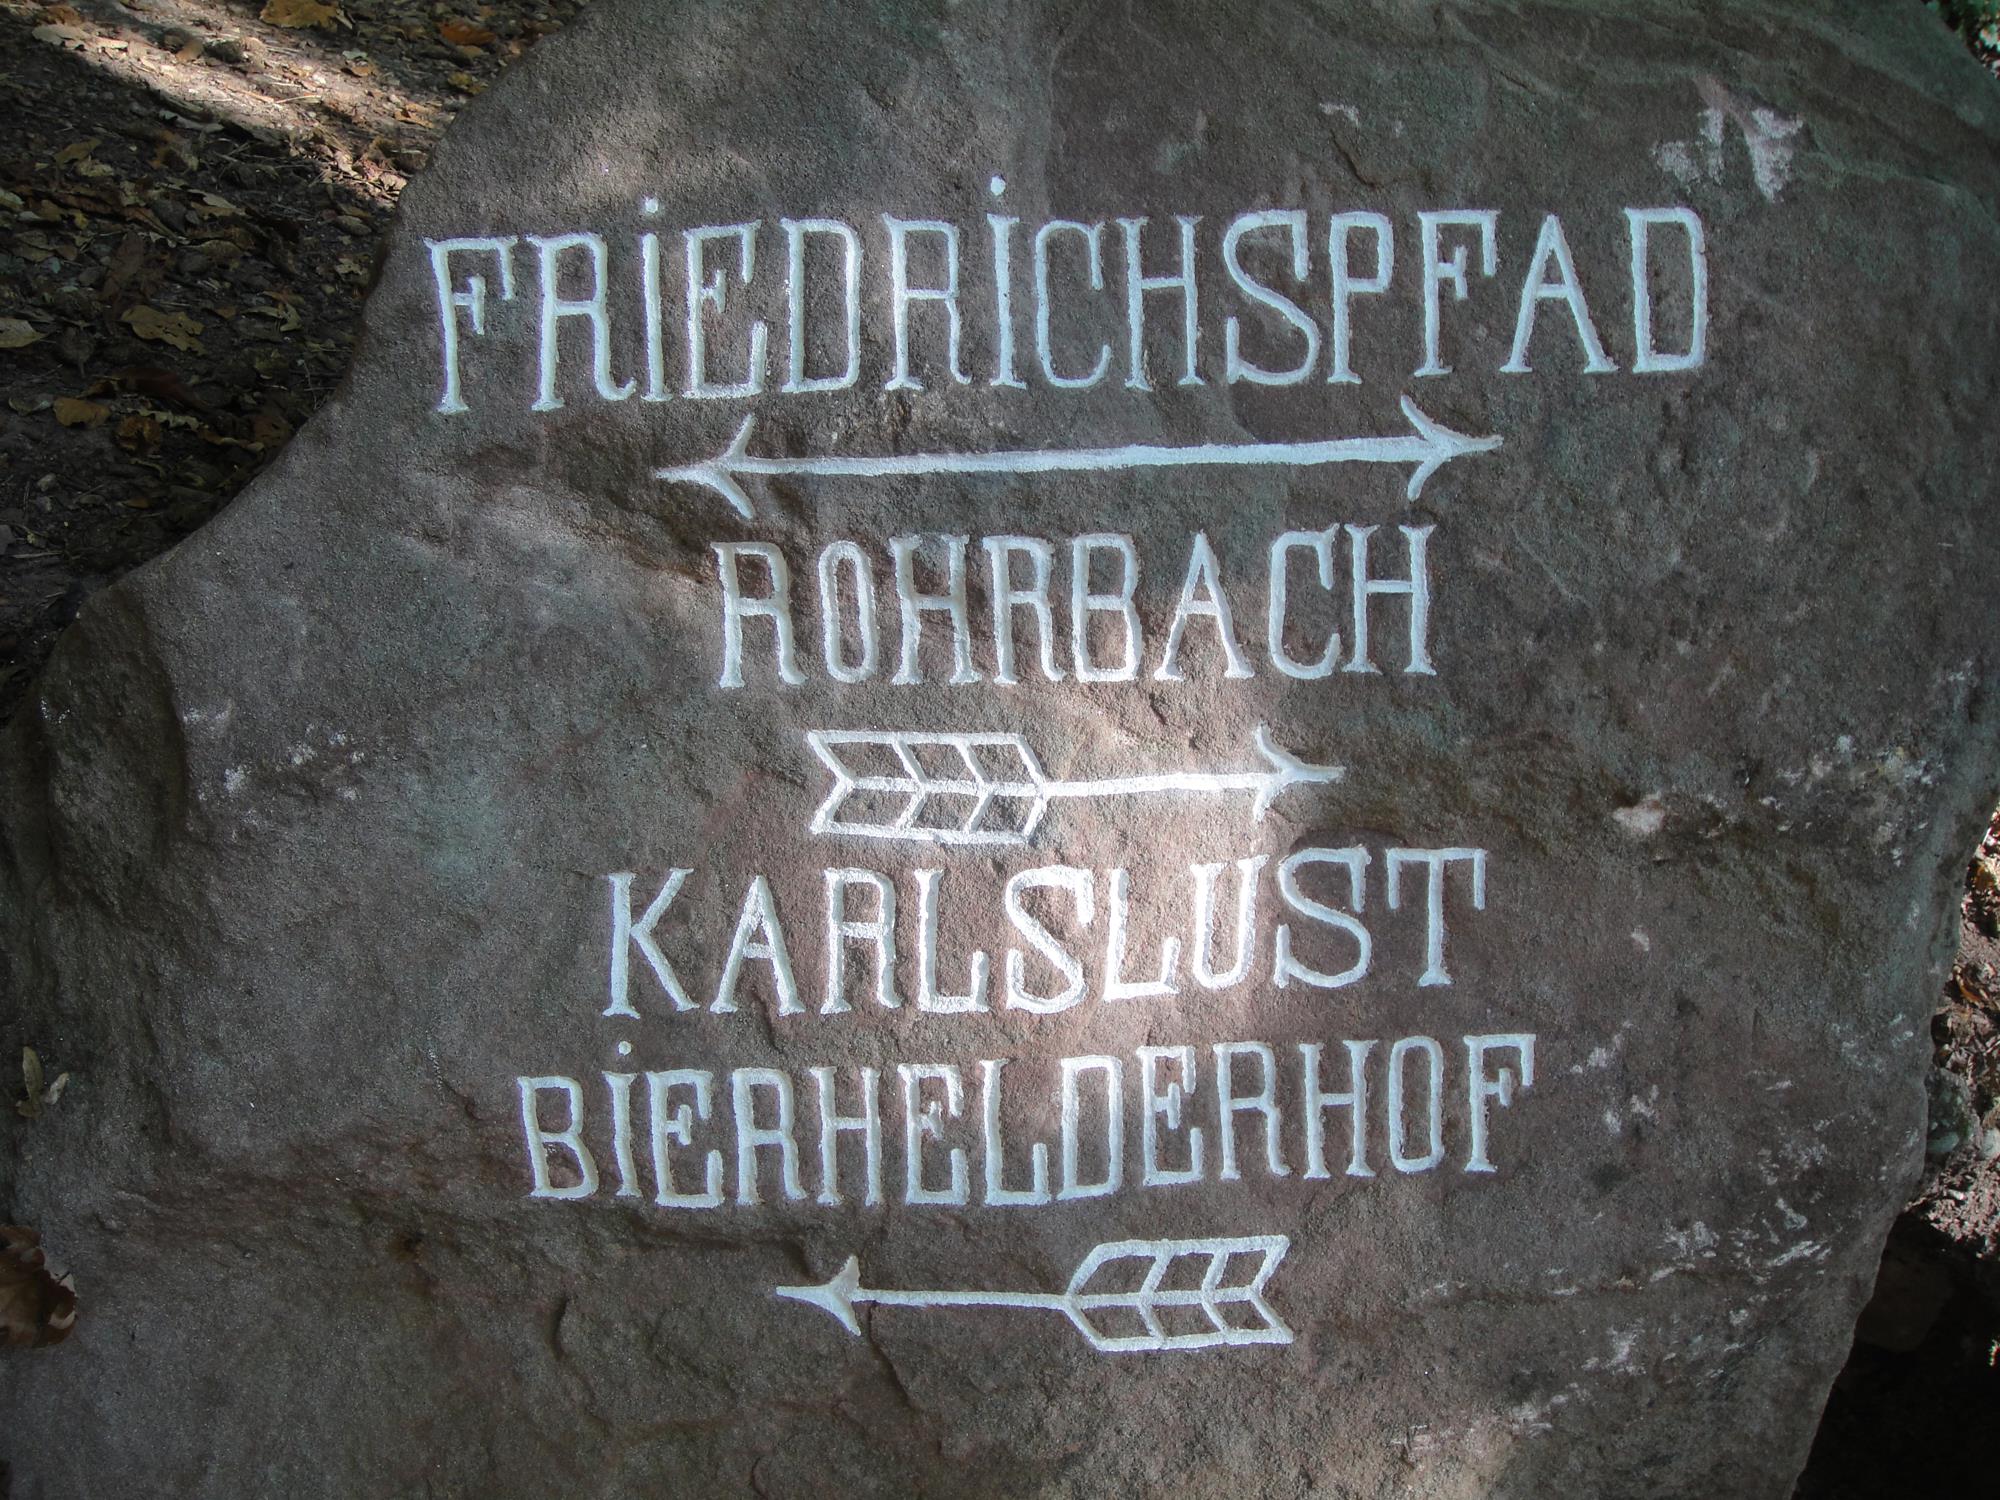 FRiEDRiCHSPFAD
ROHRBACH
KARLSLUST
BiERHELDERHOF